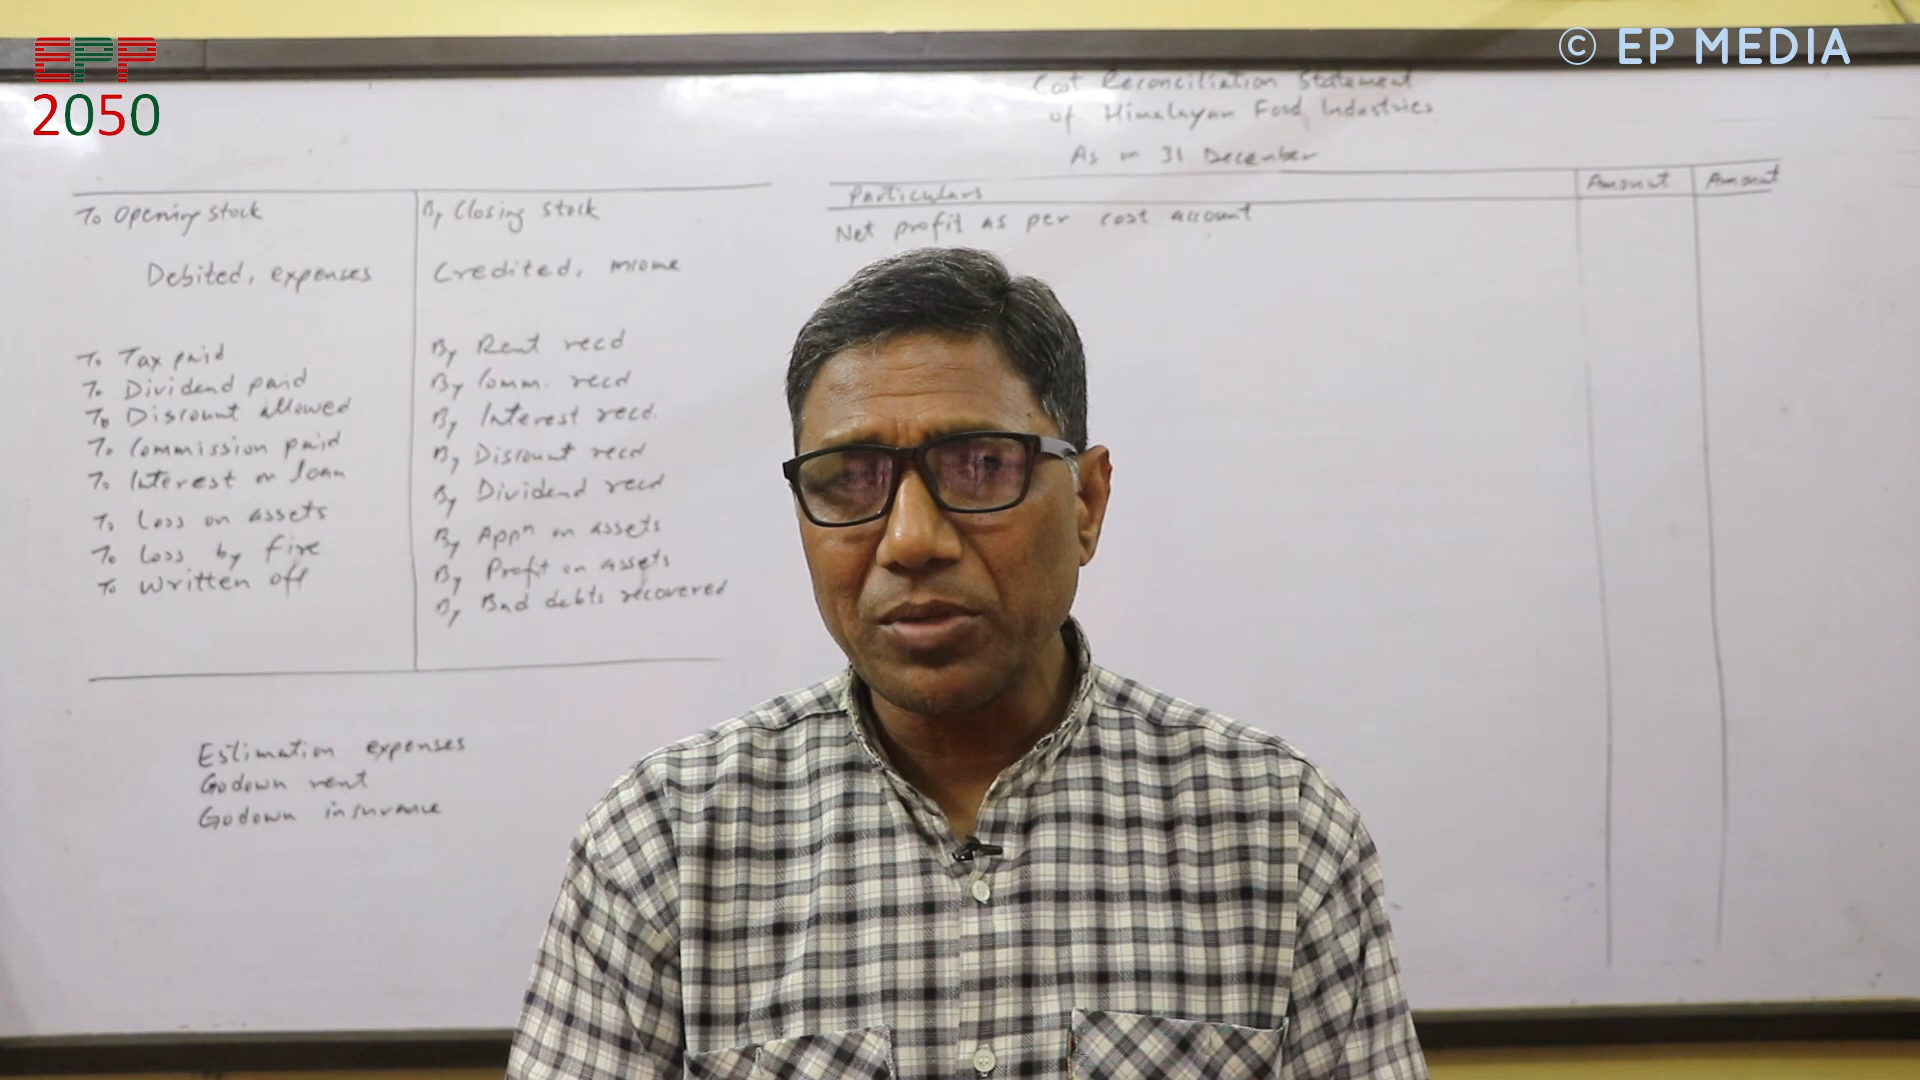 EPP
2050
© EP MEDIA
Cost Reconciliation Statement
of Himalayan Food Industries
As on 31 December
To Opening stock
By Closing stock
Debited, expenses
Credited, income
To Tax paid
To Dividend paid
To Discount allowed
To Commission paid
To Interest on loan
To Loss on assets
To Loss by fire
To Written off
By Rent recd
By Comm. recd
By Interest recd.
By Discount recd
By Dividend recd
By Appn on assets
By Profit on assets
By Bad debts recovered
Estimation expenses
Godown rent
Godown insurance
Particulars Amount Amount
Net profit as per cost account